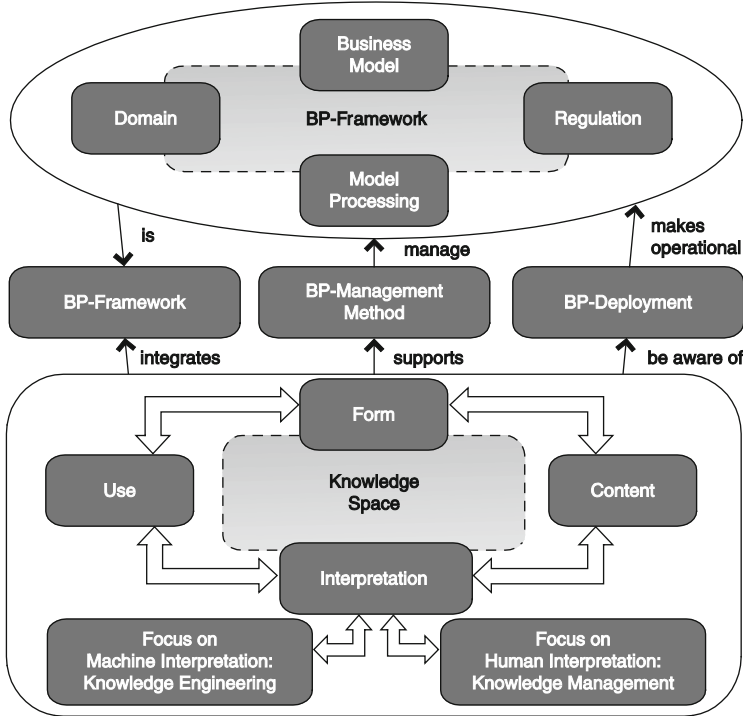 Business
Model
Domain
BP-Framework
Regulation
Model
Processing
is
manage
makes
operational
BP-Framework
BP-Management
Method
BP-Deployment
integrates
supports
be aware of
Form
Use
Knowledge
Space
Content
Interpretation
Focus on
Machine Interpretation:
Knowledge Engineering
Focus on
Human Interpretation:
Knowledge Management